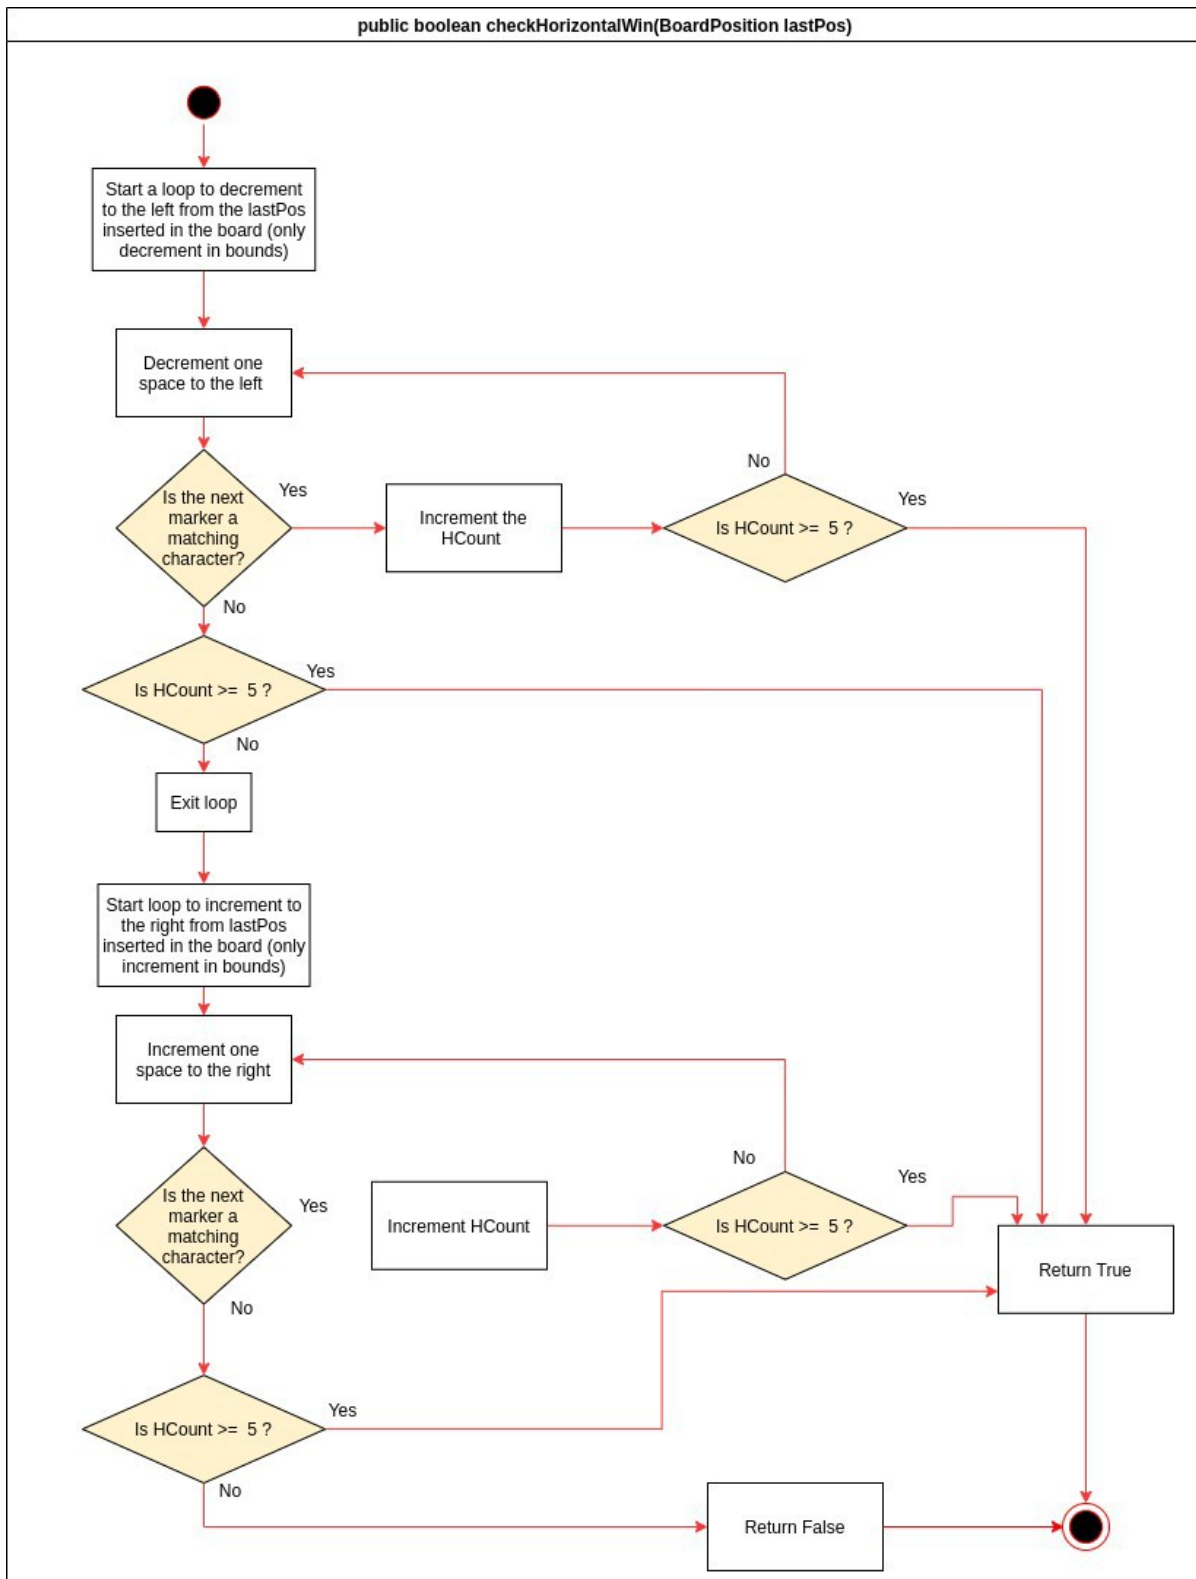 public boolean checkHorizontalWin(BoardPosition lastPos)
Start a loop to decrement
to the left from the lastPos
inserted in the board (only
decrement in bounds)
Decrement one
space to the left
No
Is the next
marker a
matching
character?
Yes
Increment the
HCount
Is HCount >= 5 ?
Yes
No
Is HCount >= 5 ?
Yes
No
Exit loop
Start loop to increment to
the right from lastPos
inserted in the board (only
increment in bounds)
Increment one
space to the right
No
Is the next
marker a
matching
character?
Yes
Increment HCount
Is HCount >= 5 ?
Yes
Return True
No
Is HCount >= 5 ?
Yes
No
Return False